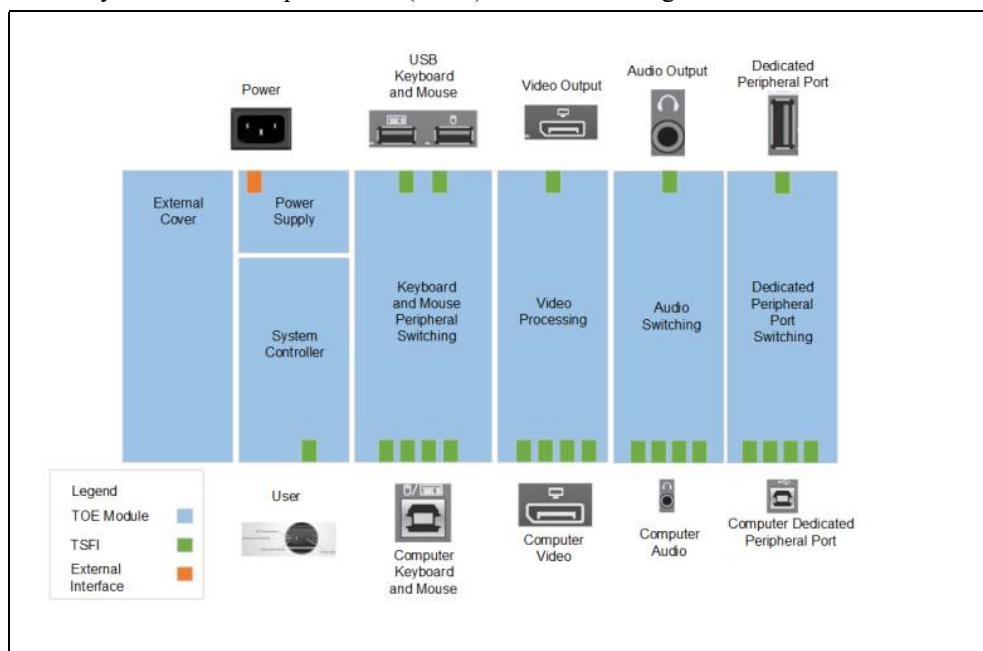 Power
USB
Keyboard
and Mouse
Video Output
Audio Output
Dedicated
Peripheral Port
External
Cover
Power
Supply
System
Controller
Keyboard
and Mouse
Peripheral
Switching
Video
Processing
Audio
Switching
Dedicated
Peripheral
Port
Switching
Legend
TOE Module
TSFI
External
Interface
User
Computer
Keyboard
and Mouse
Computer
Video
Computer
Audio
Computer Dedicated
Peripheral Port